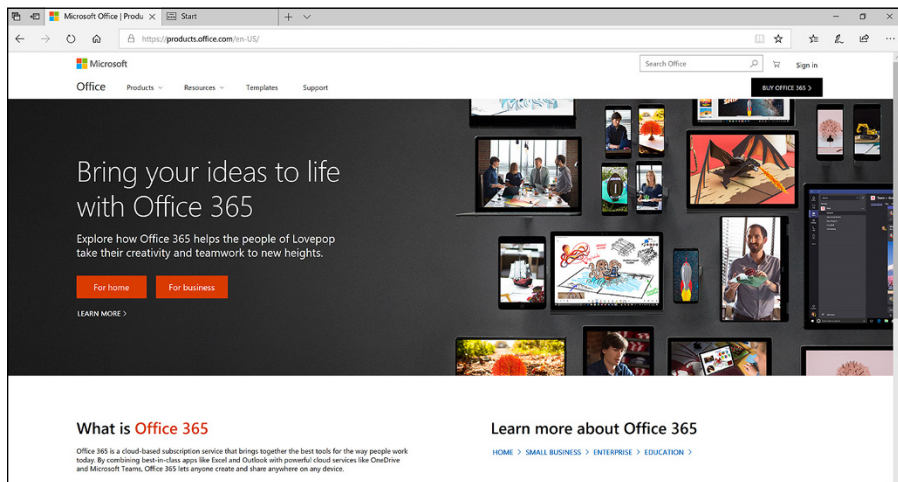 Microsoft Office | Produ
Start
https://products.office.com/en-US/
Microsoft
Search Office
Sign in
Office
Products
Resources
Templates
Support
BUY OFFICE 365 >
Bring your ideas to life
with Office 365
Explore how Office 365 helps the people of Lovepop
take their creativity and teamwork to new heights.
For home
For business
LEARN MORE >
What is Office 365
Learn more about Office 365
Office 365 is a cloud-based subscription service that brings together the best tools for the way people work
today. By combining best-in-class apps like Excel and Outlook with powerful cloud services like OneDrive
and Microsoft Teams, Office 365 lets anyone create and share anywhere on any device.
HOME > SMALL BUSINESS > ENTERPRISE > EDUCATION >